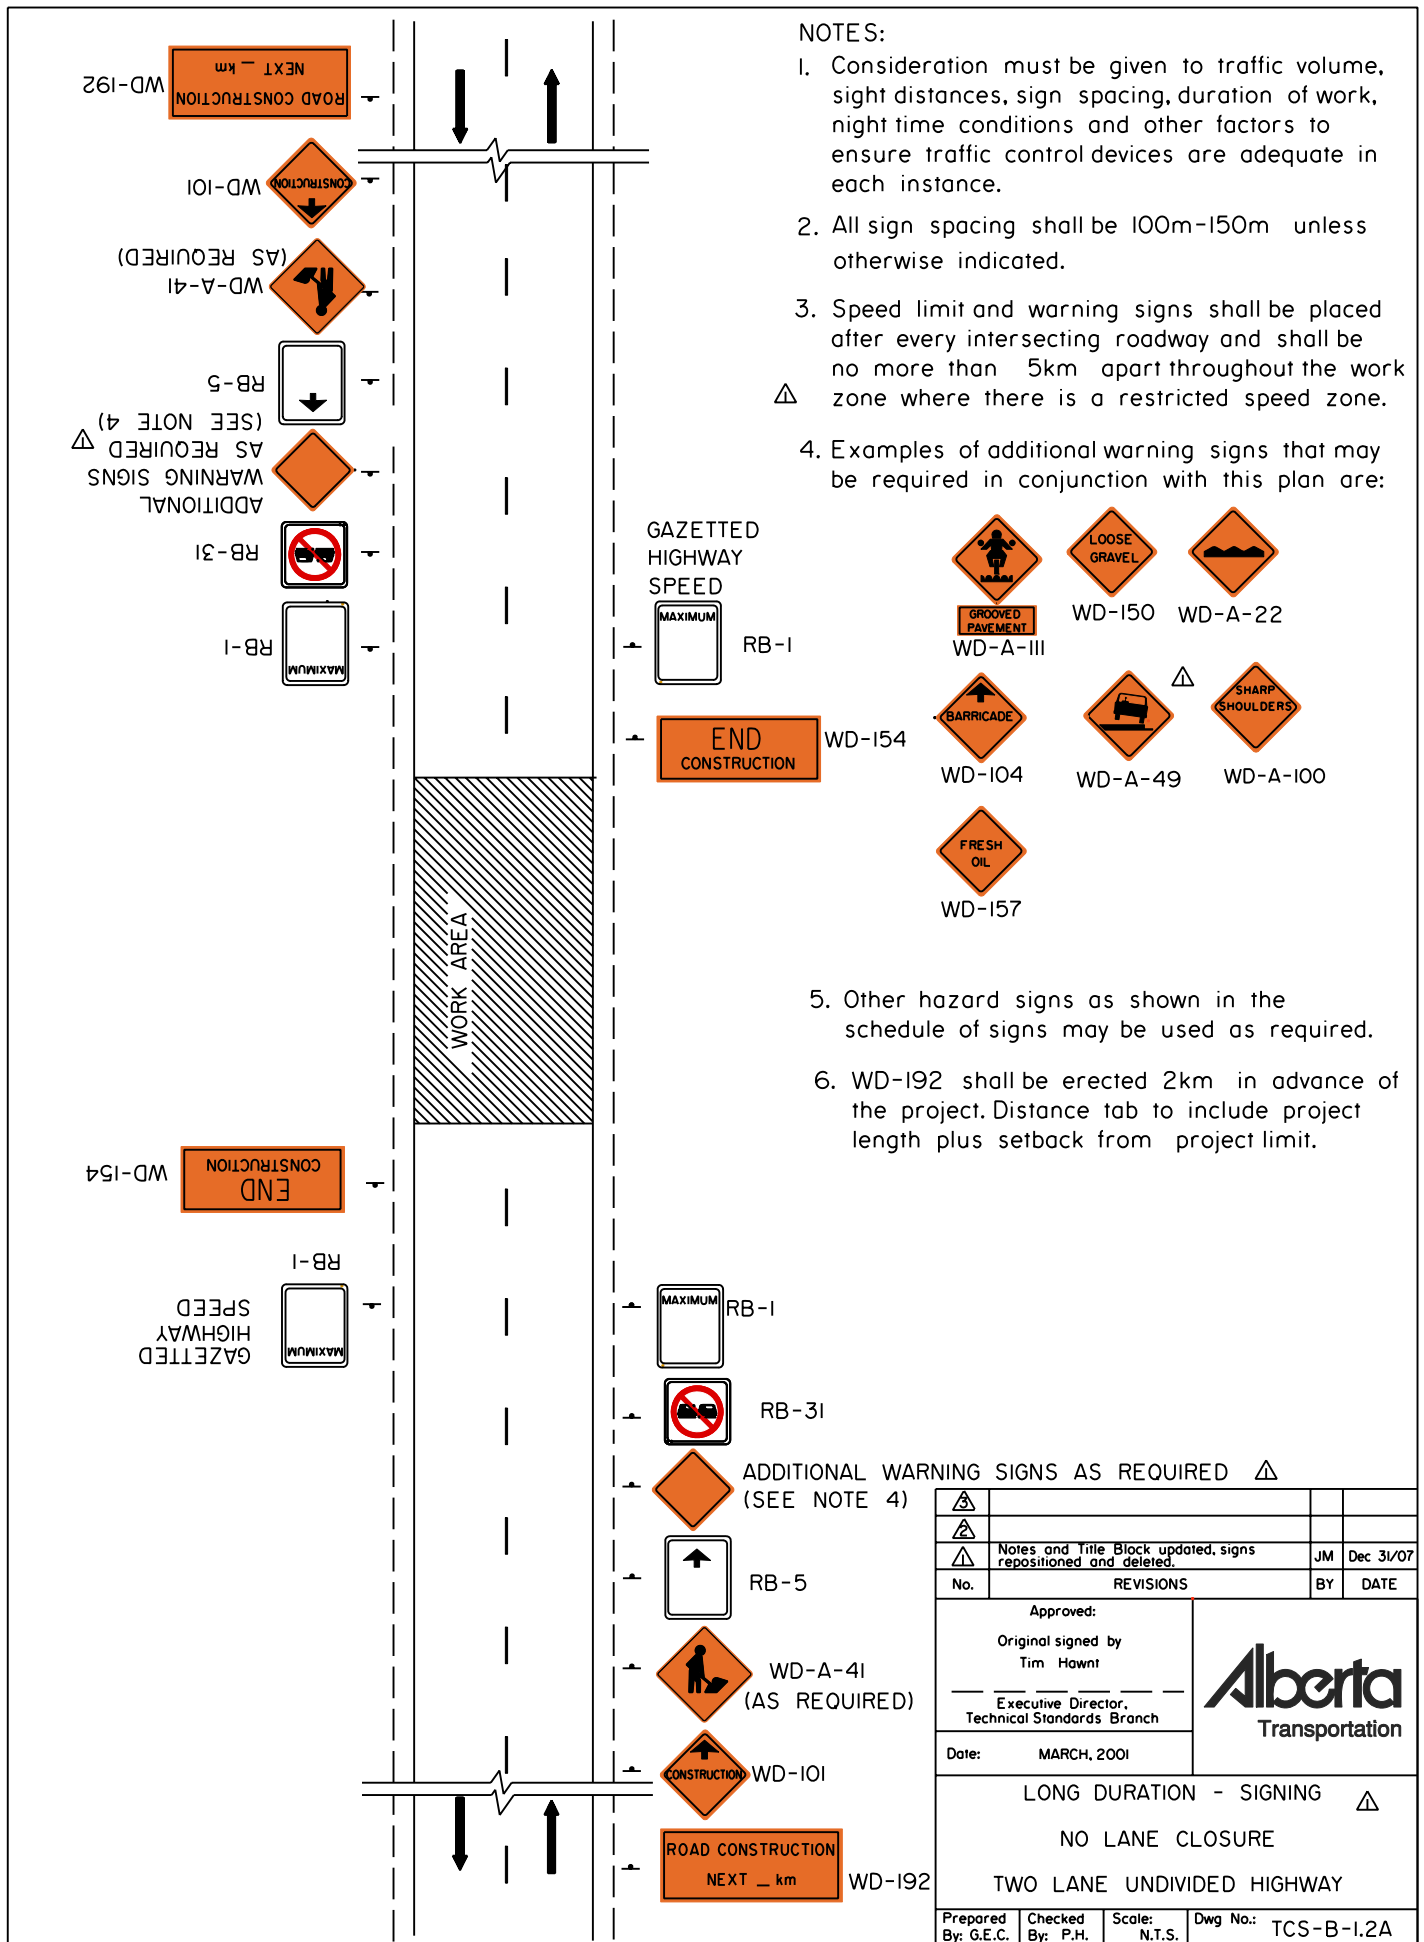 NEXT _ km
ROAD CONSTRUCTION
WD-192
CONSTRUCTION
WD-101
(AS REQUIRED)
WD-A-41
RB-5
(SEE NOTE 4)
AS REQUIRED 1
WARNING SIGNS
ADDITIONAL
RB-31
RB-1
MAXIMUM
GAZETTED
HIGHWAY
SPEED
MAXIMUM
RB-1
END
CONSTRUCTION
WD-154
WORK AREA
CONSTRUCTION
END
WD-154
RB-1
MAXIMUM
SPEED
HIGHWAY
GAZETTED
MAXIMUM
RB-1
RB-31
ADDITIONAL WARNING SIGNS AS REQUIRED 1
(SEE NOTE 4)
RB-5
WD-A-41
(AS REQUIRED)
CONSTRUCTION
WD-101
ROAD CONSTRUCTION
NEXT _ km
WD-192
NOTES:
1. Consideration must be given to traffic volume,
sight distances, sign spacing, duration of work,
night time conditions and other factors to
ensure traffic control devices are adequate in
each instance.
2. All sign spacing shall be 100m-150m unless
otherwise indicated.
3. Speed limit and warning signs shall be placed
after every intersecting roadway and shall be
no more than 5km apart throughout the work
1 zone where there is a restricted speed zone.
4. Examples of additional warning signs that may
be required in conjunction with this plan are:
GROOVED
PAVEMENT
WD-A-111
LOOSE
GRAVEL
WD-150
WD-A-22
BARRICADE
WD-104
1
WD-A-49
SHARP
SHOULDERS
WD-A-100
FRESH
OIL
WD-157
5. Other hazard signs as shown in the
schedule of signs may be used as required.
6. WD-192 shall be erected 2km in advance of
the project. Distance tab to include project
length plus setback from project limit.
3
2
1 Notes and Title Block updated, signs
repositioned and deleted. JM Dec 31/07
No. REVISIONS BY DATE
Approved:
Original signed by
Tim Hawnt
Executive Director,
Technical Standards Branch
Date: MARCH, 2001
Alberta
Transportation
LONG DURATION - SIGNING 1
NO LANE CLOSURE
TWO LANE UNDIVIDED HIGHWAY
Prepared
By: G.E.C.
Checked
By: P.H.
Scale:
N.T.S.
Dwg No.: TCS-B-1.2A